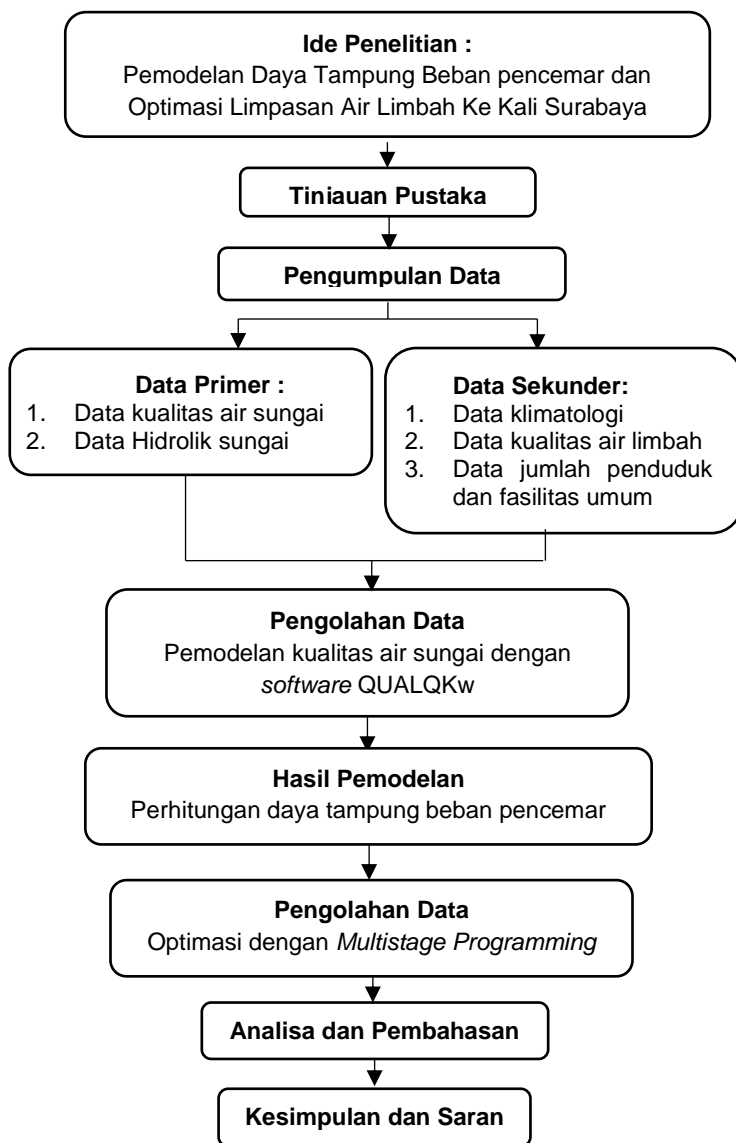 Ide Penelitian :
Pemodelan Daya Tampung Beban pencemar dan
Optimasi Limpasan Air Limbah Ke Kali Surabaya
Tiniauan Pustaka
Pengumpulan Data
Data Primer :
1. Data kualitas air sungai
2. Data Hidrolik sungai
Data Sekunder:
1. Data klimatologi
2. Data kualitas air limbah
3. Data jumlah penduduk
dan fasilitas umum
Pengolahan Data
Pemodelan kualitas air sungai dengan
software QUALQKw
Hasil Pemodelan
Perhitungan daya tampung beban pencemar
Pengolahan Data
Optimasi dengan Multistage Programming
Analisa dan Pembahasan
Kesimpulan dan Saran